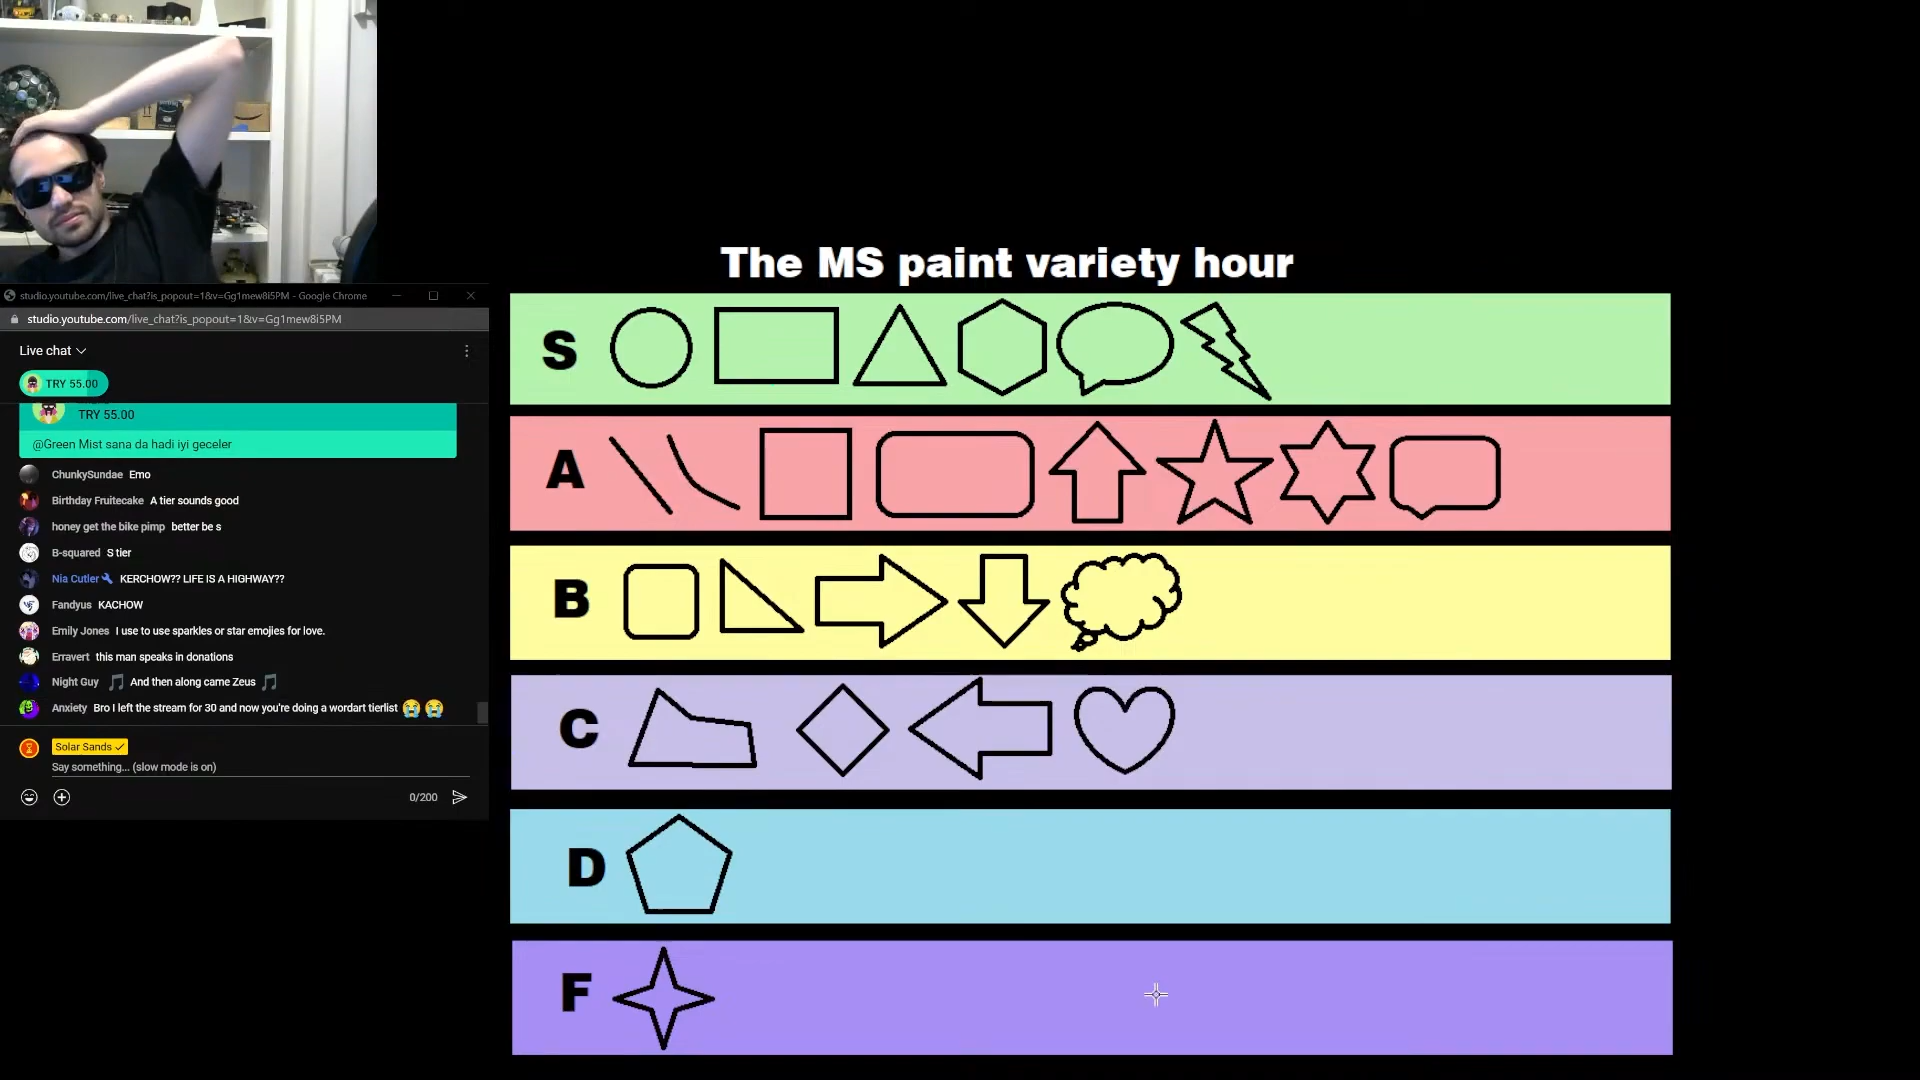 studio.youtube.com/live_chat?is_popout=1&v=Gg1mew8i5PM - Google Chrome
studio.youtube.com/live_chat?is_popout=1&v=Gg1mew8i5PM
Live chat
TRY 55.00
TRY 55.00
@Green Mist sana da hadi iyi geceler
ChunkySundae Emo
Birthday Fruitecake A tier sounds good
honey get the bike pimp better be s
B-squared S tier
Nia Cutler KERCHOW?? LIFE IS A HIGHWAY??
Fandyus KACHOW
Emily Jones I use to use sparkles or star emojies for love.
Erravert this man speaks in donations
Night Guy 🎵 And then along came Zeus 🎵
Anxiety Bro I left the stream for 30 and now you're doing a wordart tierlist 😭 😭
Solar Sands
Say something... (slow mode is on)
0/200
The MS paint variety hour
S
A
B
C
D
F